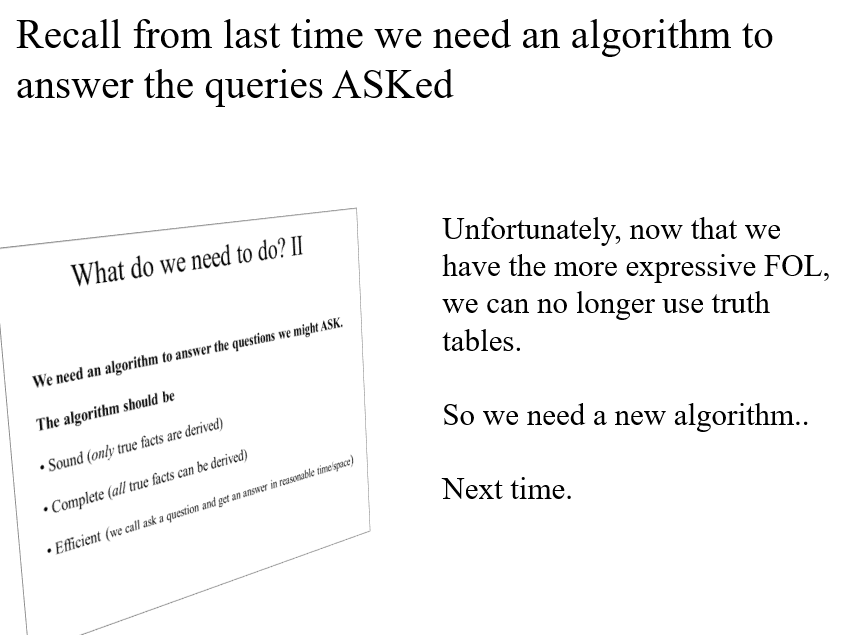 Recall from last time we need an algorithm to
answer the queries ASKed
What do we need to do? II
We need an algorithm to answer the questions we might ASK.
The algorithm should be
• Sound (only true facts are derived)
• Complete (all true facts can be derived)
• Efficient (we call ask a question and get an answer in reasonable time/space)
Unfortunately, now that we
have the more expressive FOL,
we can no longer use truth
tables.
So we need a new algorithm..
Next time.